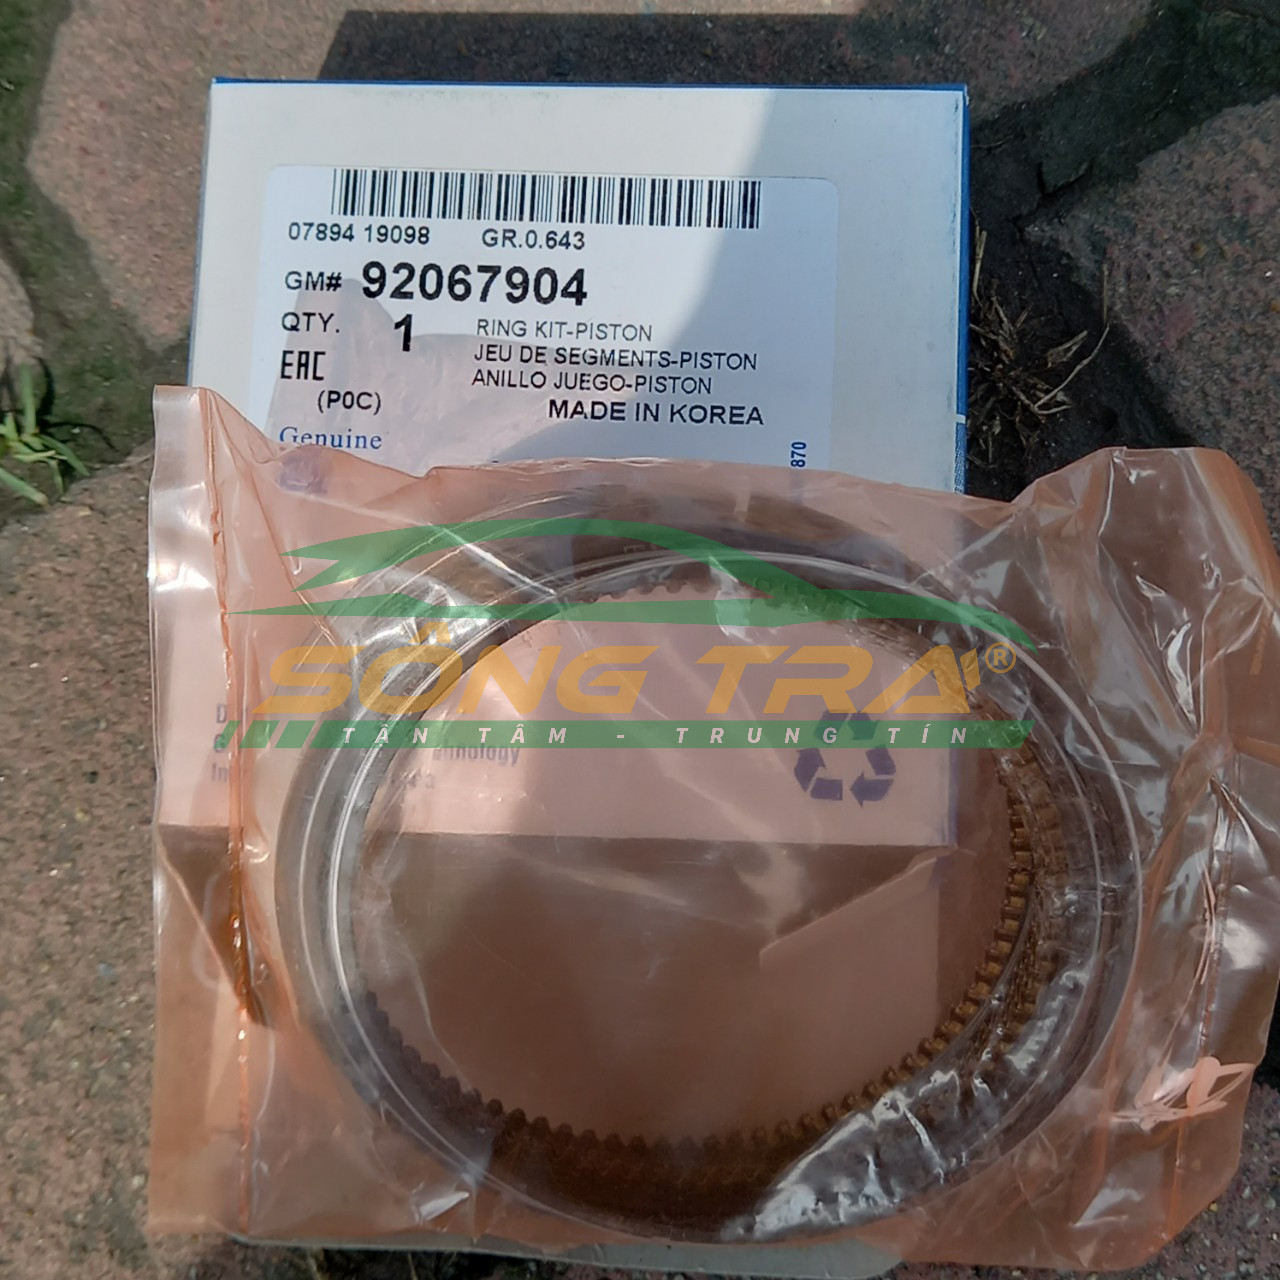 07894 19098 GR.0.643
GM# 92067904
QTY. 1 RING KIT-PISTON
JEU DE SEGMENTS-PISTON
EAC ANILLO JUEGO-PISTON
(P0C) MADE IN KOREA
Genuine
870
SÔNG TRÀ®
TẬN TÂM - TRUNG TÍN